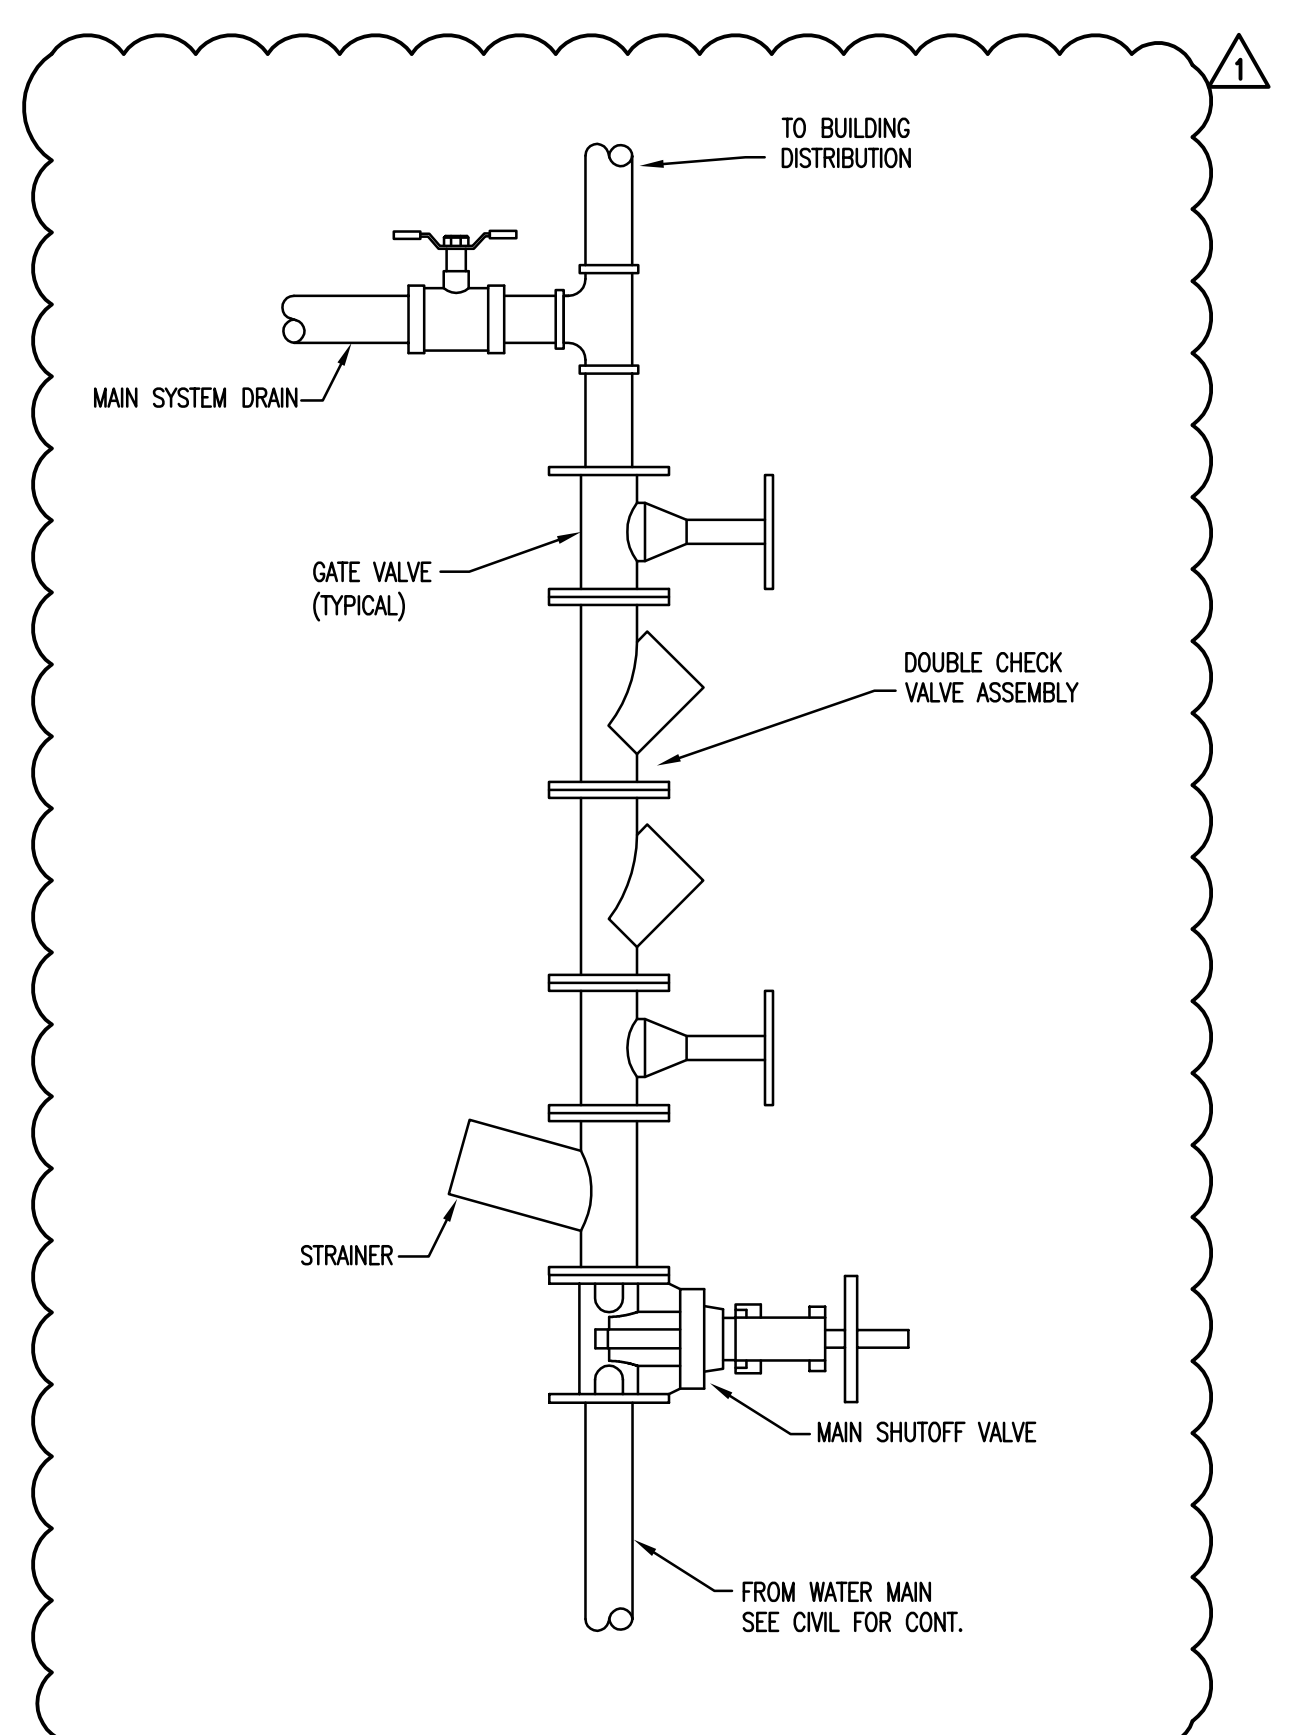 1
TO BUILDING
DISTRIBUTION
MAIN SYSTEM DRAIN
GATE VALVE
(TYPICAL)
DOUBLE CHECK
VALVE ASSEMBLY
STRAINER
MAIN SHUTOFF VALVE
FROM WATER MAIN
SEE CIVIL FOR CONT.